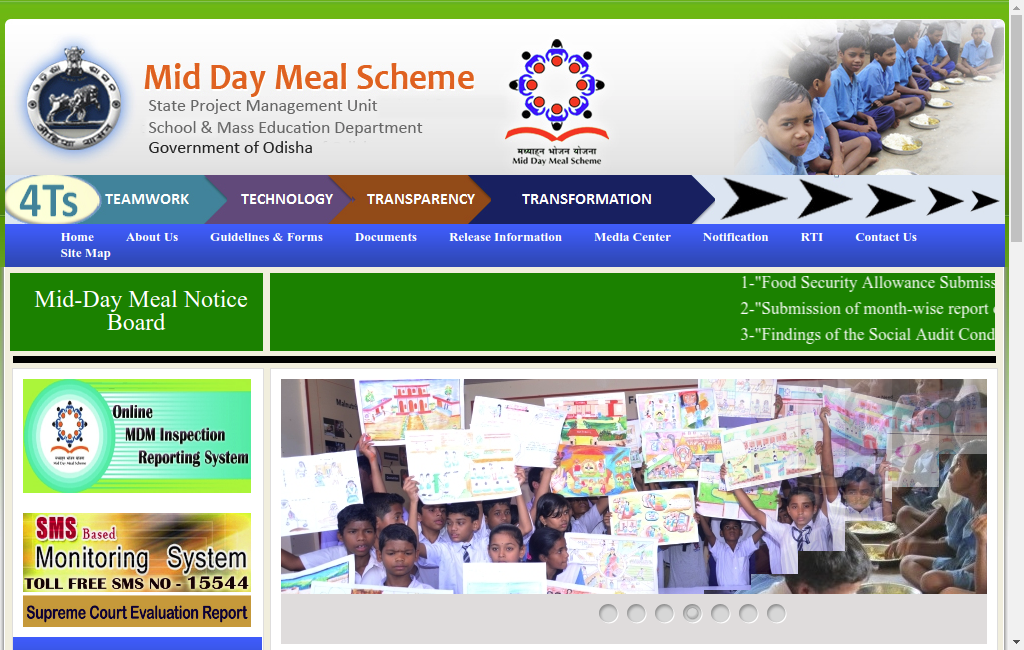 Mid Day Meal Scheme
State Project Management Unit
School & Mass Education Department
Government of Odisha
मध्याह्न भोजन योजना
Mid Day Meal Scheme
4Ts TEAMWORK TECHNOLOGY TRANSPARENCY TRANSFORMATION
Home About Us Guidelines & Forms Documents Release Information Media Center Notification RTI Contact Us
Site Map
Mid-Day Meal Notice
Board
1-"Food Security Allowance Submiss
2-"Submission of month-wise report
3-"Findings of the Social Audit Cond
Online
MDM Inspection
Reporting System
Mid Day Meal Scheme
SMS Based
Monitoring System
TOLL FREE SMS NO - 15544
Supreme Court Evaluation Report